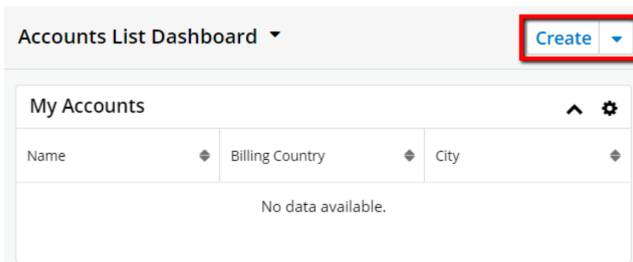 Accounts List Dashboard
Create
My Accounts
Name
Billing Country
City
No data available.